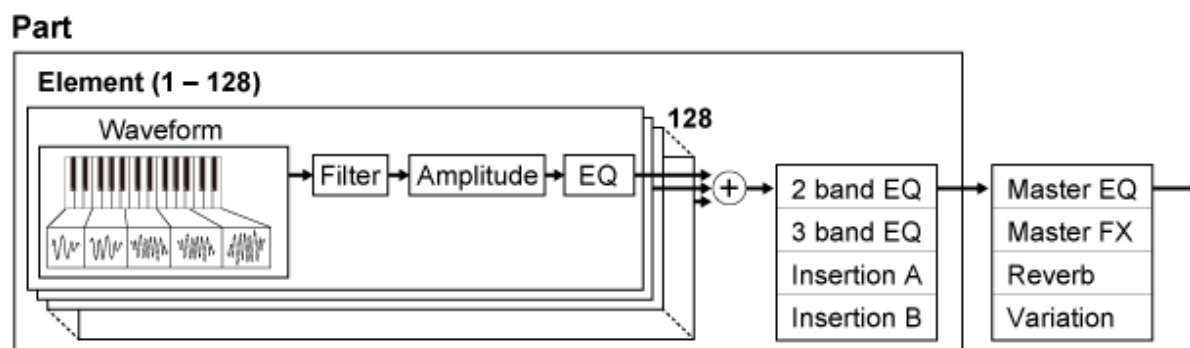 Part
Element (1 – 128)
128
Waveform
Filter
Amplitude
EQ
+
2 band EQ
3 band EQ
Insertion A
Insertion B
Master EQ
Master FX
Reverb
Variation